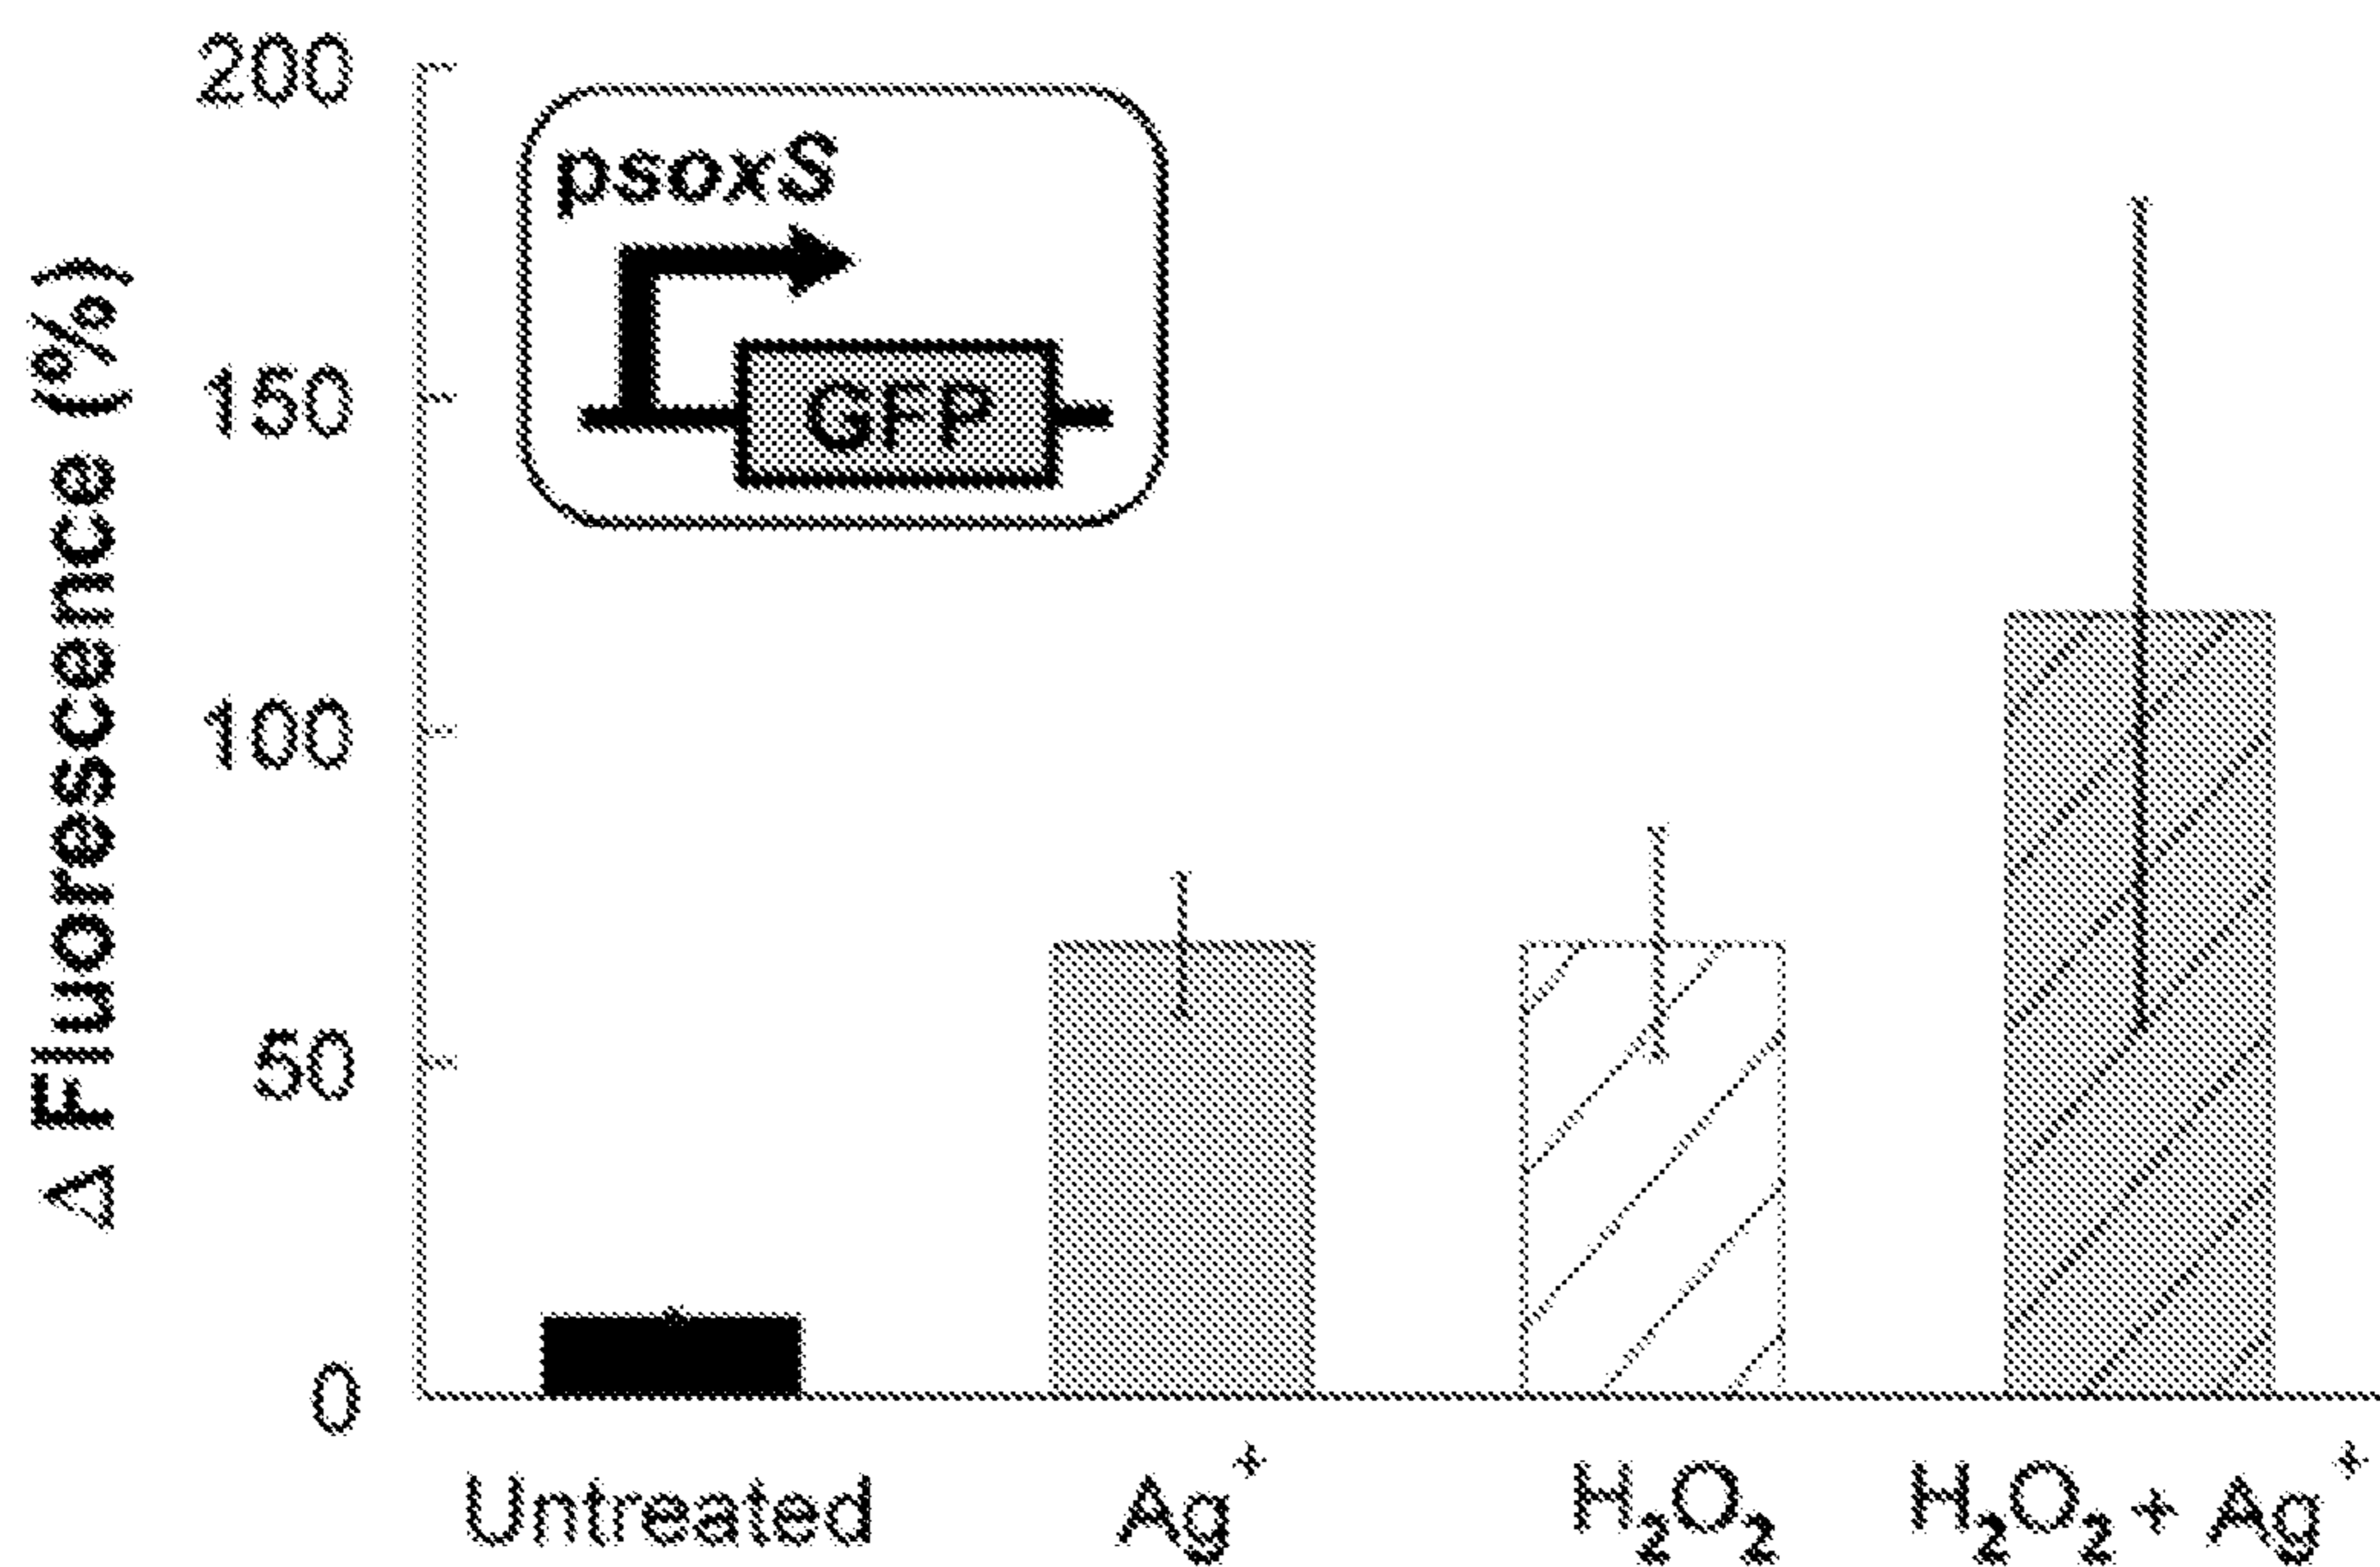 Δ Fluorescence (%)
200
150
100
50
0
psoxS
GFP
Untreated
Ag⁺
H₂O₂
H₂O₂ + Ag⁺